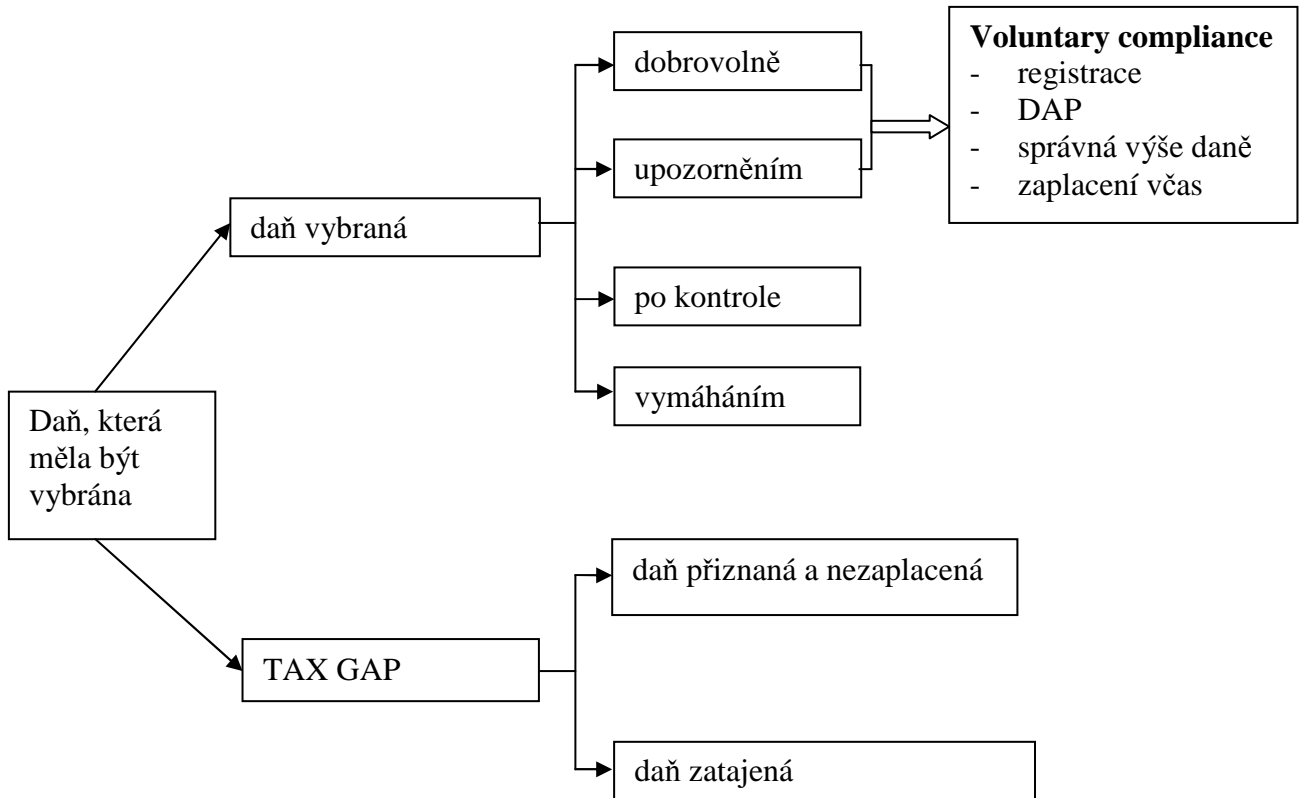 Voluntary compliance
- registrace
- DAP
- správná výše daně
- zaplacení včas
dobrovolně
upozorněním
daň vybraná
po kontrole
vymáháním
Daň, která
měla být
vybrána
daň přiznaná a nezaplacená
TAX GAP
daň zatajená